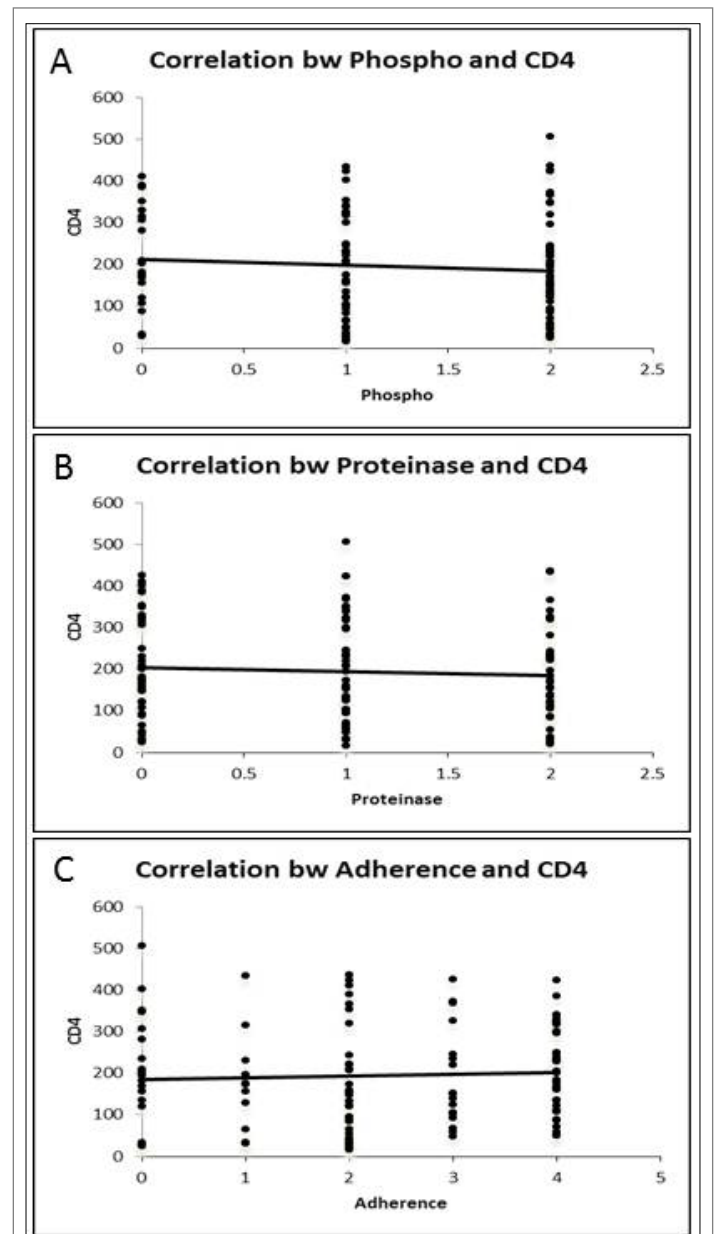 A
Correlation bw Phospho and CD4
600
500
400
300
200
100
0
CD4
0 0.5 1 1.5 2 2.5
Phospho
B
Correlation bw Proteinase and CD4
600
500
400
300
200
100
0
CD4
0 0.5 1 1.5 2 2.5
Proteinase
C
Correlation bw Adherence and CD4
600
500
400
300
200
100
0
CD4
0 1 2 3 4 5
Adherence